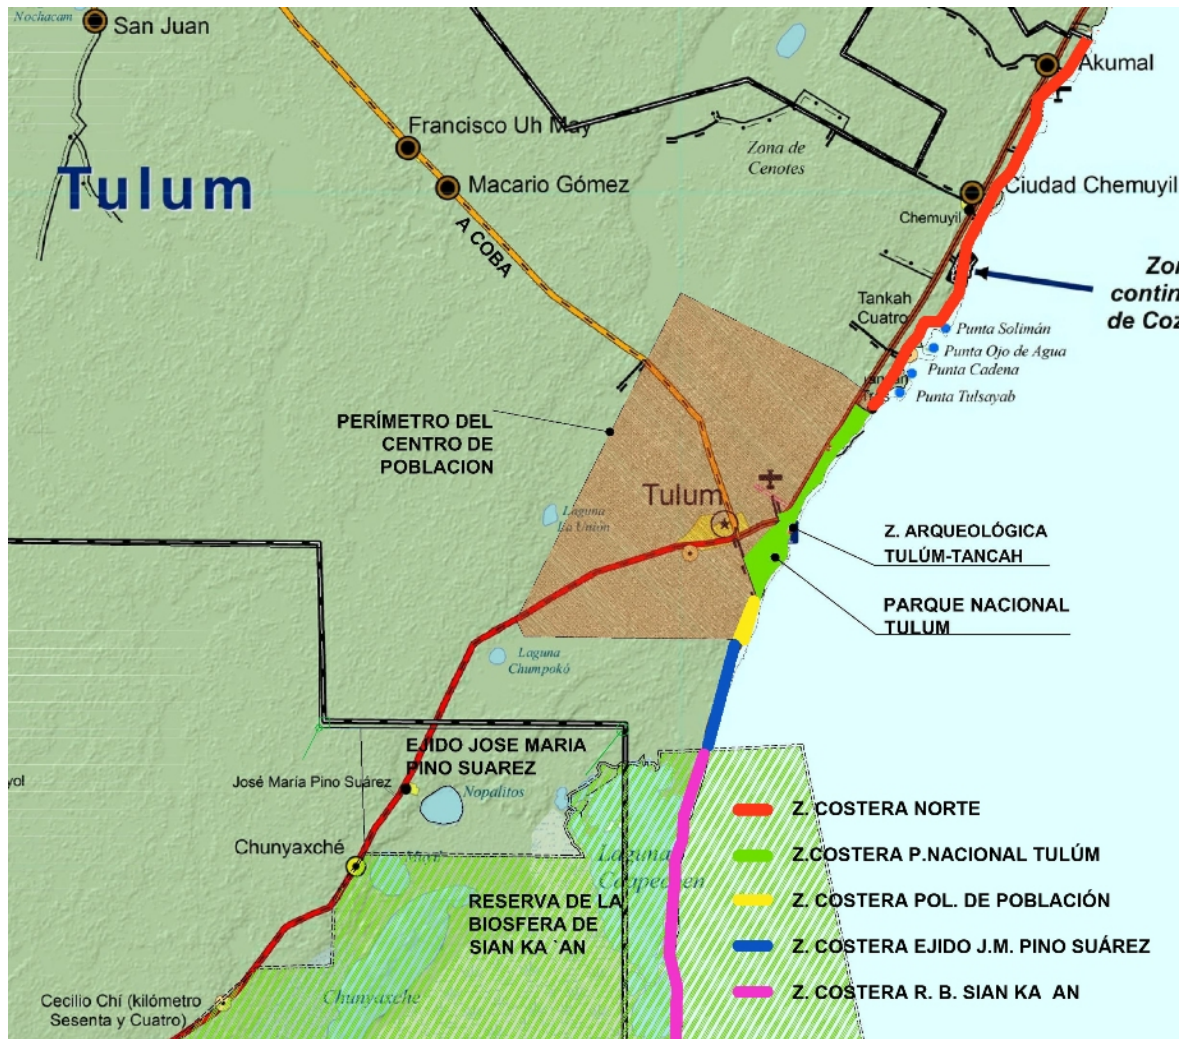 Nochacam
San Juan
Akumal
Francisco Uh May
Zona de
Cenotes
Tulum
Macario Gómez
Ciudad Chemuyil
Chemuyil
A COBA
Zor
contin
de Coz
Tankah
Cuatro
Punta Solimán
Punta Ojo de Agua
Punta Cadena
Punta Tulsayab
PERÍMETRO DEL
CENTRO DE
POBLACION
Tulum
Laguna
La Unión
Z. ARQUEOLÓGICA
TULÚM-TANCAH
PARQUE NACIONAL
TULUM
Laguna
Chumpokó
EJIDO JOSE MARIA
PINO SUAREZ
José María Pino Suárez
yol
Nopalitos
Z. COSTERA NORTE
Chunyaxché
Laguna
Z.COSTERA P.NACIONAL TULÚM
RESERVA DE LA
BIOSFERA DE
SIAN KA `AN
Z. COSTERA POL. DE POBLACIÓN
Z. COSTERA EJIDO J.M. PINO SUÁREZ
Z. COSTERA R. B. SIAN KA AN
Chunyaxche
Cecilio Chí (kilómetro
Sesenta y Cuatro)